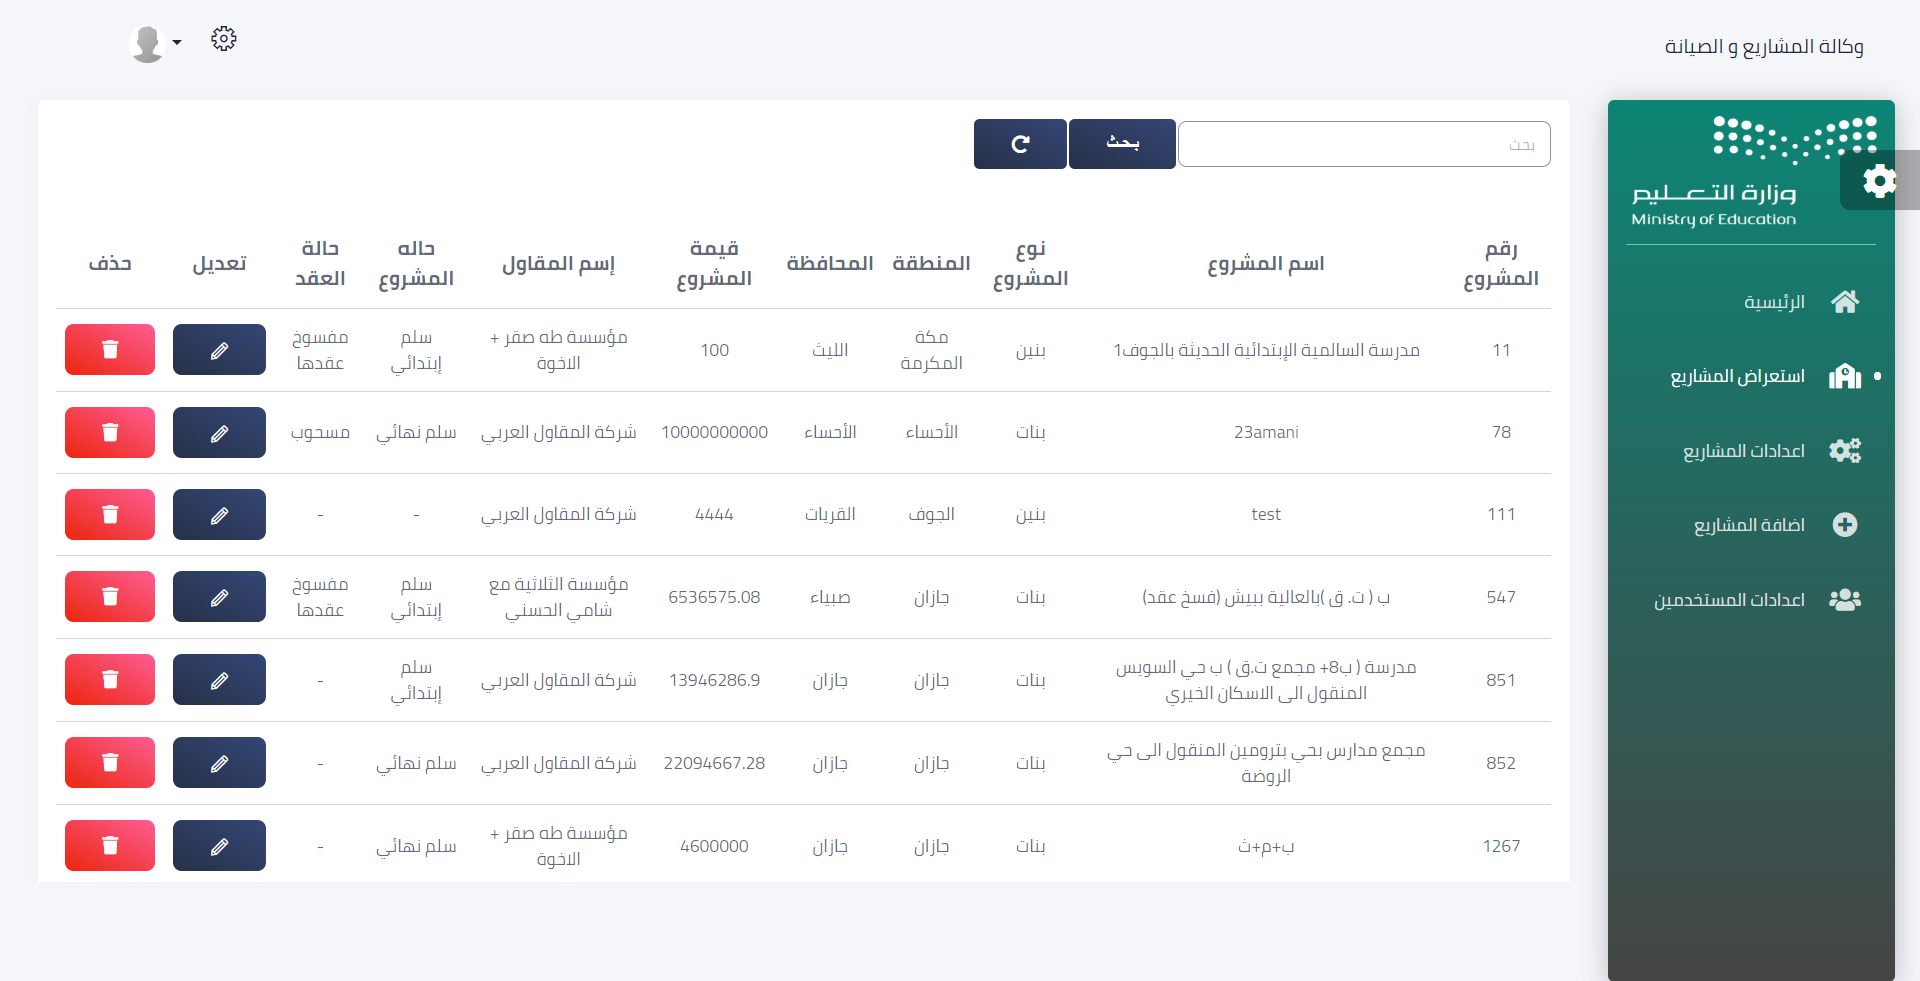 وكالة المشاريع و الصيانة
وزارة التعليم
Ministry of Education
الرئيسية
استعراض المشاريع
اعدادات المشاريع
اضافة المشاريع
اعدادات المستخدمين
بحث
بحث
رقم المشروع
اسم المشروع
نوع المشروع
المنطقة
المحافظة
قيمة المشروع
إسم المقاول
حاله المشروع
حالة العقد
تعديل
حذف
11
مدرسة السالمية الإبتدائية الحديثة بالجوف1
بنين
مكة المكرمة
الليث
100
مؤسسة طه صقر + الاخوة
سلم إبتدائي
مفسوخ عقدها
78
23amani
بنات
الأحساء
الأحساء
10000000000
شركة المقاول العربي
سلم نهائي
مسحوب
111
test
بنين
الجوف
القريات
4444
شركة المقاول العربي
-
-
547
ب ( ت. ق )بالعالية ببيش (فسخ عقد)
بنات
جازان
صبياء
6536575.08
مؤسسة الثلاثية مع شامي الحسني
سلم إبتدائي
مفسوخ عقدها
851
مدرسة ( ب8+ مجمع ت.ق ) ب حي السويس
المنقول الى الاسكان الخيري
بنات
جازان
جازان
13946286.9
شركة المقاول العربي
سلم إبتدائي
-
852
مجمع مدارس بحي بترومين المنقول الى حي
الروضة
بنات
جازان
جازان
22094667.28
شركة المقاول العربي
سلم نهائي
-
1267
ب+م+ث
بنات
جازان
جازان
4600000
مؤسسة طه صقر + الاخوة
سلم نهائي
-